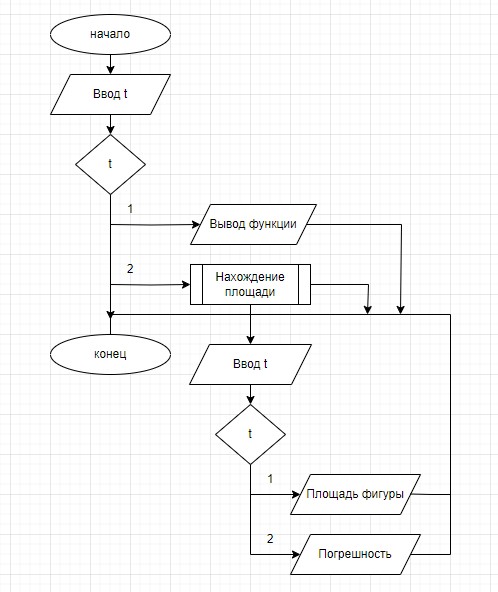 начало
Ввод t
t
1
Вывод функции
2
Нахождение
площади
конец
Ввод t
t
1
Площадь фигуры
2
Погрешность